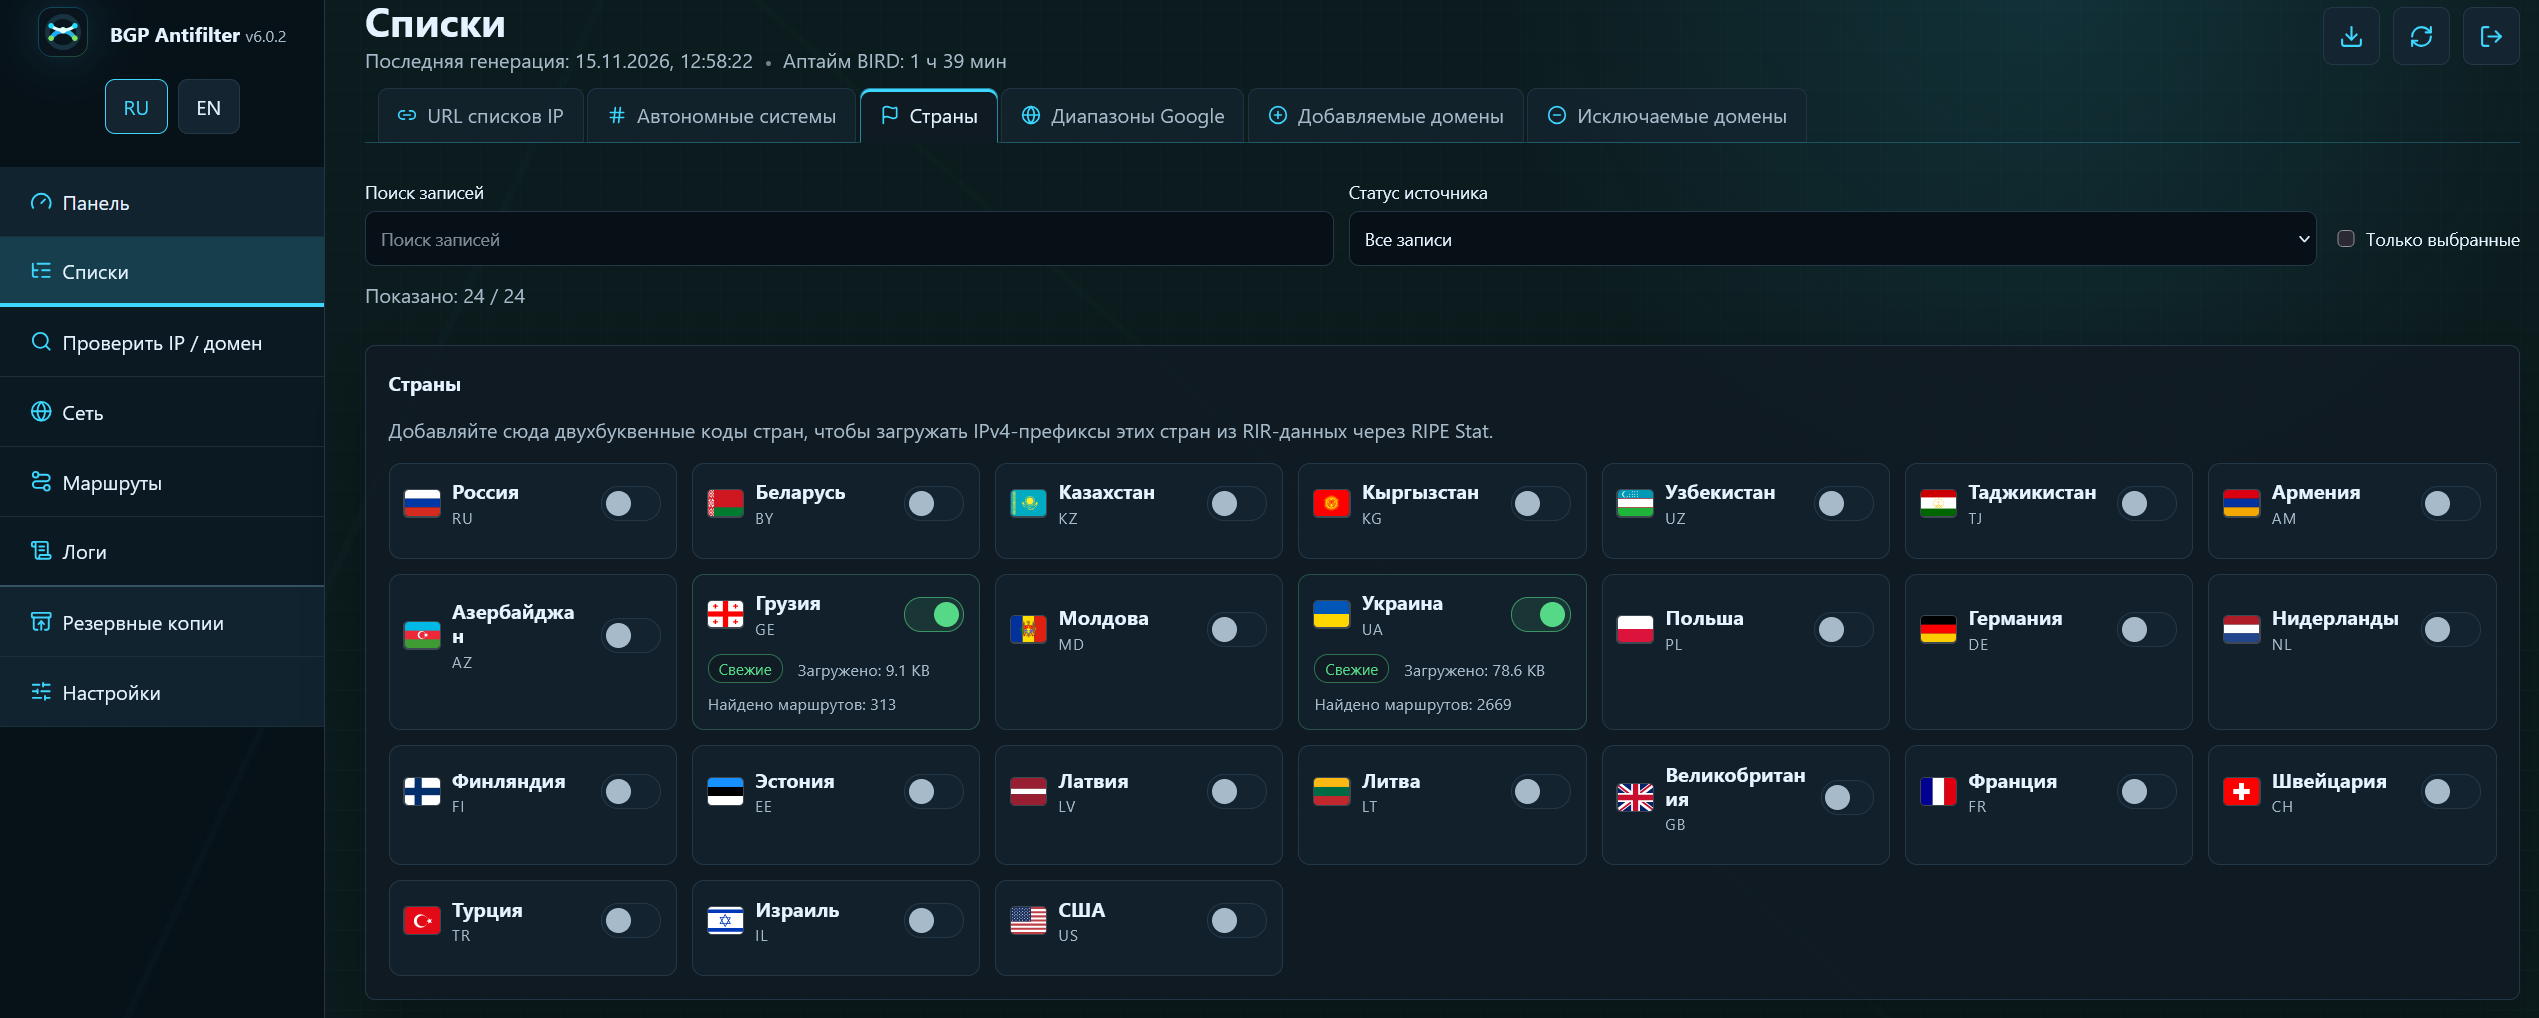 BGP Antifilter v6.0.2
RU
EN
Панель
Списки
Проверить IP / домен
Сеть
Маршруты
Логи
Резервные копии
Настройки
Списки
Последняя генерация: 15.11.2026, 12:58:22 • Аптайм BIRD: 1 ч 39 мин
URL списков IP
Автономные системы
Страны
Диапазоны Google
Добавляемые домены
Исключаемые домены
Поиск записей
Поиск записей
Статус источника
Все записи
Только выбранные
Показано: 24 / 24
Страны
Добавляйте сюда двухбуквенные коды стран, чтобы загружать IPv4-префиксы этих стран из RIR-данных через RIPE Stat.
Россия
RU
Беларусь
BY
Казахстан
KZ
Кыргызстан
KG
Узбекистан
UZ
Таджикистан
TJ
Армения
AM
Азербайджа
н
AZ
Грузия
GE
Свежие
Загружено: 9.1 KB
Найдено маршрутов: 313
Молдова
MD
Украина
UA
Свежие
Загружено: 78.6 KB
Найдено маршрутов: 2669
Польша
PL
Германия
DE
Нидерланды
NL
Финляндия
FI
Эстония
EE
Латвия
LV
Литва
LT
Великобритан
ия
GB
Франция
FR
Швейцария
CH
Турция
TR
Израиль
IL
США
US